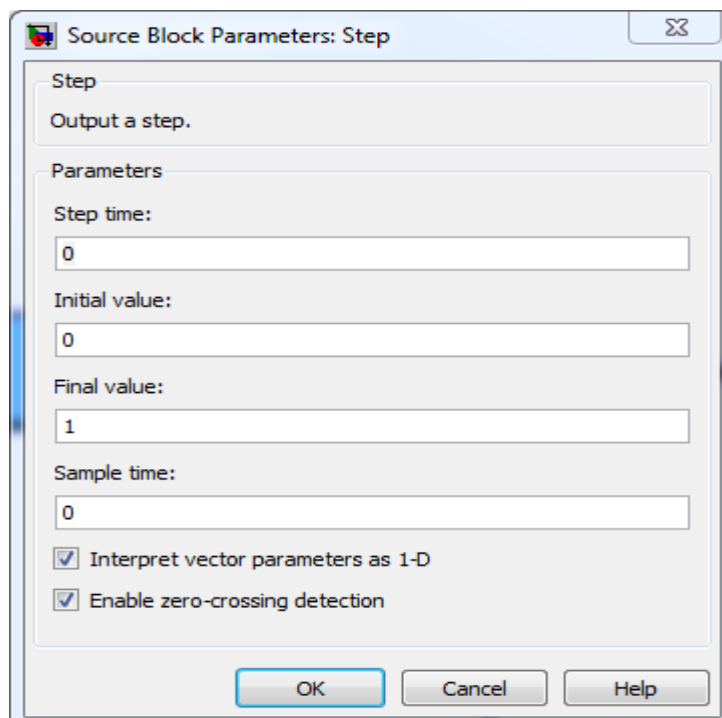 Source Block Parameters: Step
Step
Output a step.
Parameters
Step time:
0
Initial value:
0
Final value:
1
Sample time:
0
Interpret vector parameters as 1-D
Enable zero-crossing detection
OK Cancel Help